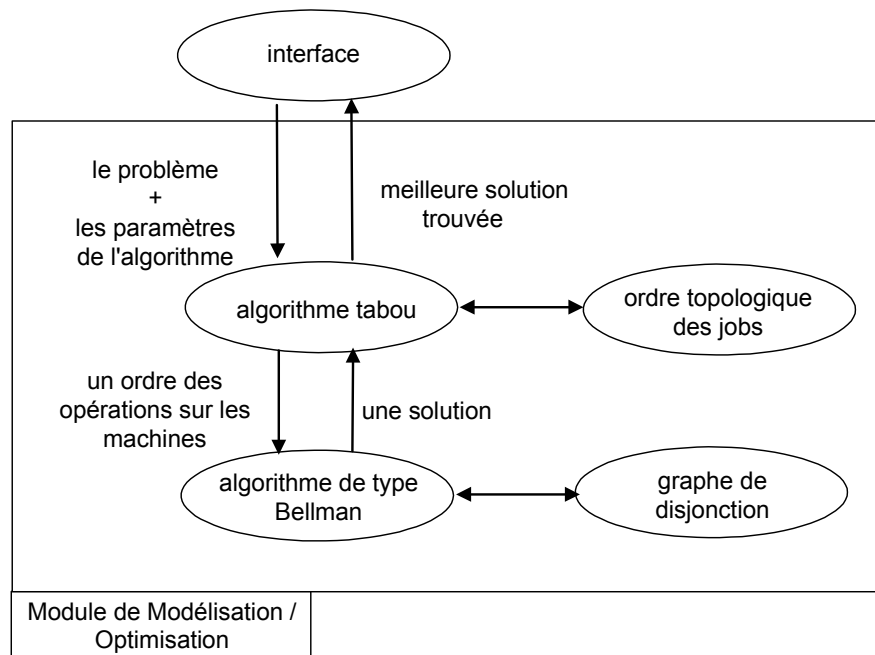 interface
le problème
+
les paramètres
de l'algorithme
meilleure solution
trouvée
algorithme tabou
ordre topologique
des jobs
un ordre des
opérations sur les
machines
une solution
algorithme de type
Bellman
graphe de
disjonction
Module de Modélisation /
Optimisation